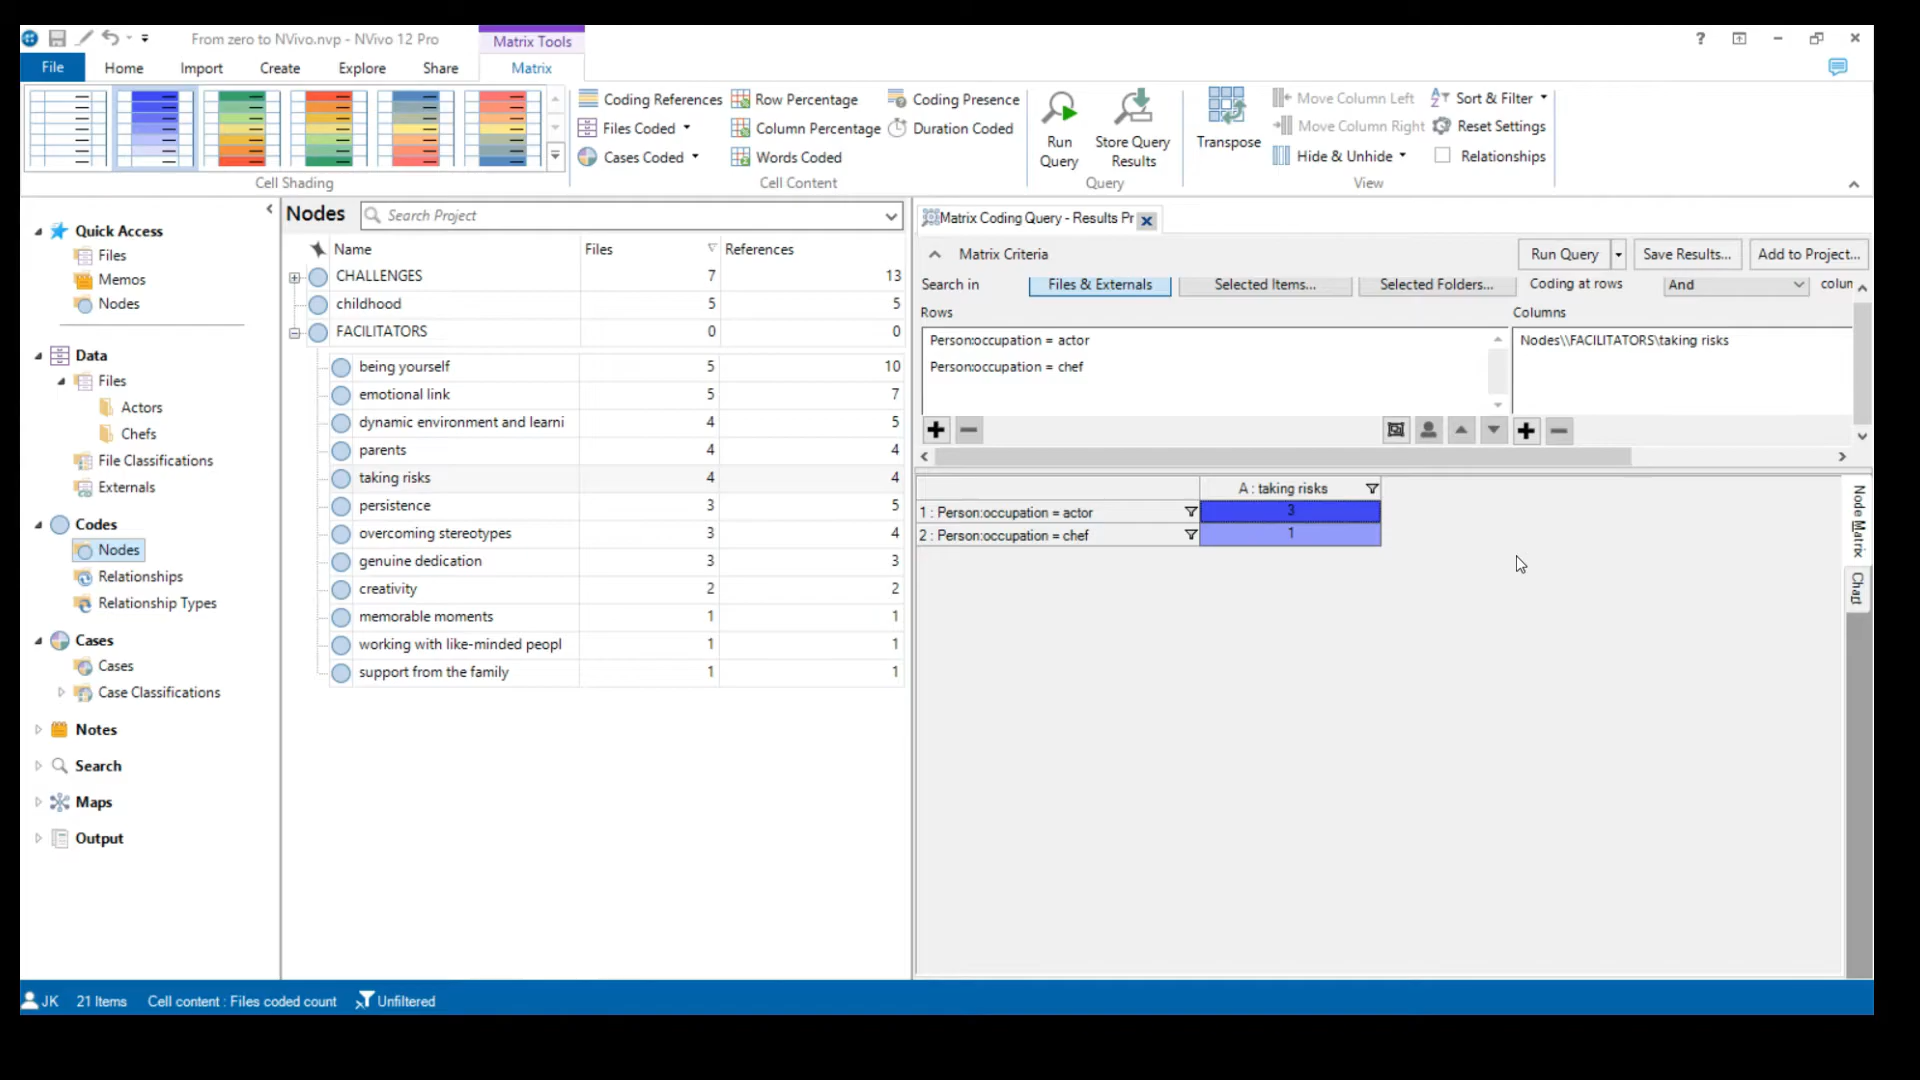 From zero to NVivo.nvp - NVivo 12 Pro
Matrix Tools
?
File
Home
Import
Create
Explore
Share
Matrix
Coding References
Files Coded
Cases Coded
Row Percentage
Column Percentage
Words Coded
Coding Presence
Duration Coded
Run
Query
Store Query
Results
Transpose
Move Column Left
Move Column Right
Hide & Unhide
Sort & Filter
Reset Settings
Relationships
Cell Shading
Cell Content
Query
View
Quick Access
Files
Memos
Nodes
Data
Files
Actors
Chefs
File Classifications
Externals
Codes
Nodes
Relationships
Relationship Types
Cases
Cases
Case Classifications
Notes
Search
Maps
Output
Nodes
Search Project
Name Files References
CHALLENGES 7 13
childhood 5 5
FACILITATORS 0 0
being yourself 5 10
emotional link 5 7
dynamic environment and learni 4 5
parents 4 4
taking risks 4 4
persistence 3 5
overcoming stereotypes 3 4
genuine dedication 3 3
creativity 2 2
memorable moments 1 1
working with like-minded peopl 1 1
support from the family 1 1
Matrix Coding Query - Results Pr
Matrix Criteria
Run Query
Save Results...
Add to Project...
Search in
Files & Externals
Selected Items...
Selected Folders...
Coding at rows
And
colun
Rows
Columns
Person:occupation = actor
Person:occupation = chef
Nodes\\FACILITATORS\taking risks
A : taking risks
1 : Person:occupation = actor 3
2 : Person:occupation = chef 1
Node Matrix
Chart
JK
21 Items
Cell content : Files coded count
Unfiltered